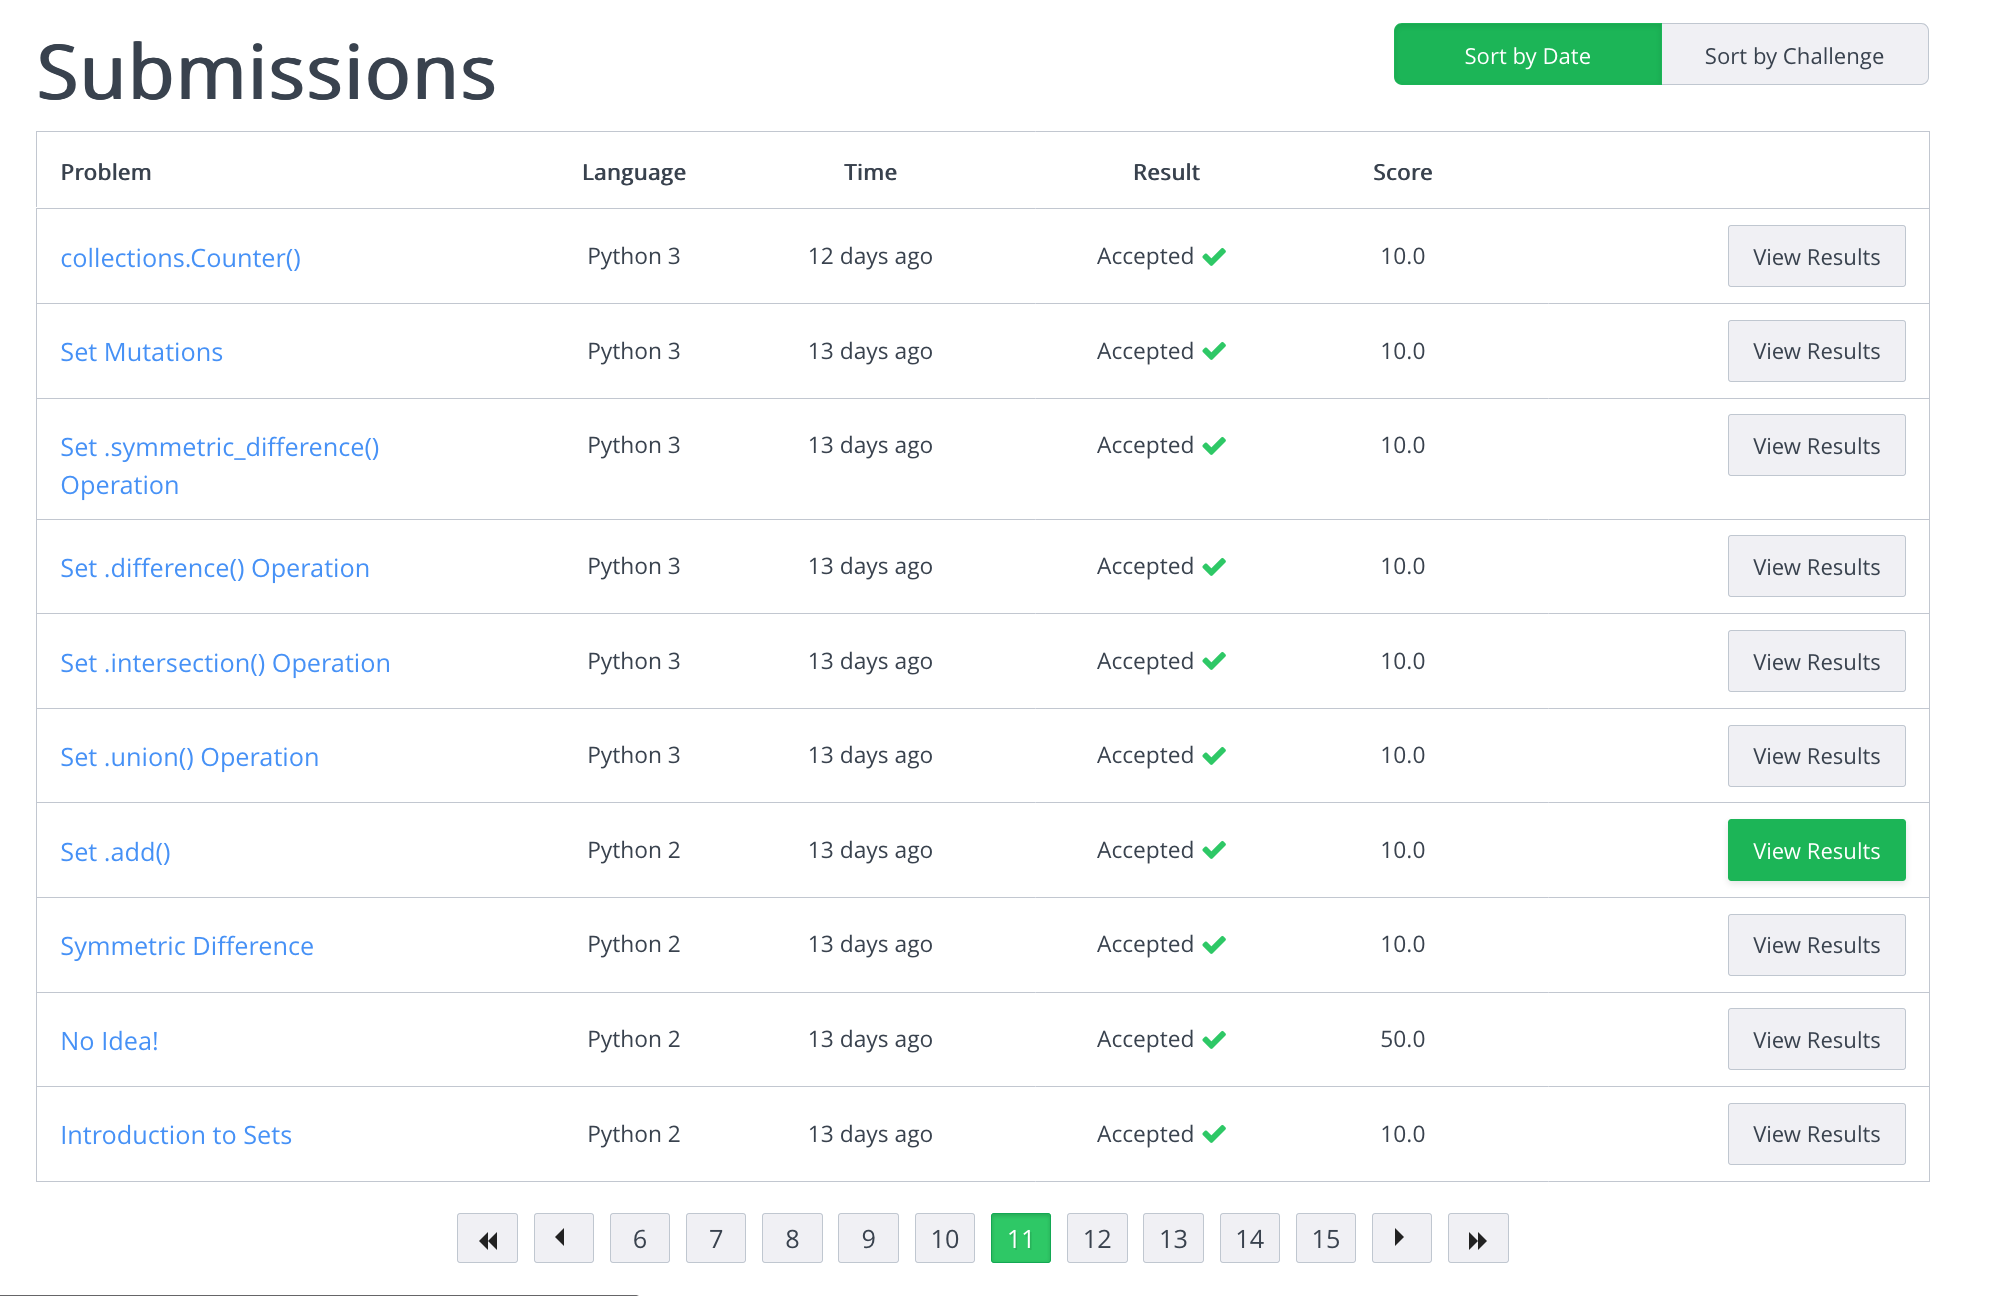 Submissions
Sort by Date Sort by Challenge
Problem Language Time Result Score
collections.Counter() Python 3 12 days ago Accepted 10.0 View Results
Set Mutations Python 3 13 days ago Accepted 10.0 View Results
Set .symmetric_difference() Python 3 13 days ago Accepted 10.0 View Results
Operation
Set .difference() Operation Python 3 13 days ago Accepted 10.0 View Results
Set .intersection() Operation Python 3 13 days ago Accepted 10.0 View Results
Set .union() Operation Python 3 13 days ago Accepted 10.0 View Results
Set .add() Python 2 13 days ago Accepted 10.0 View Results
Symmetric Difference Python 2 13 days ago Accepted 10.0 View Results
No Idea! Python 2 13 days ago Accepted 50.0 View Results
Introduction to Sets Python 2 13 days ago Accepted 10.0 View Results
6 7 8 9 10 11 12 13 14 15